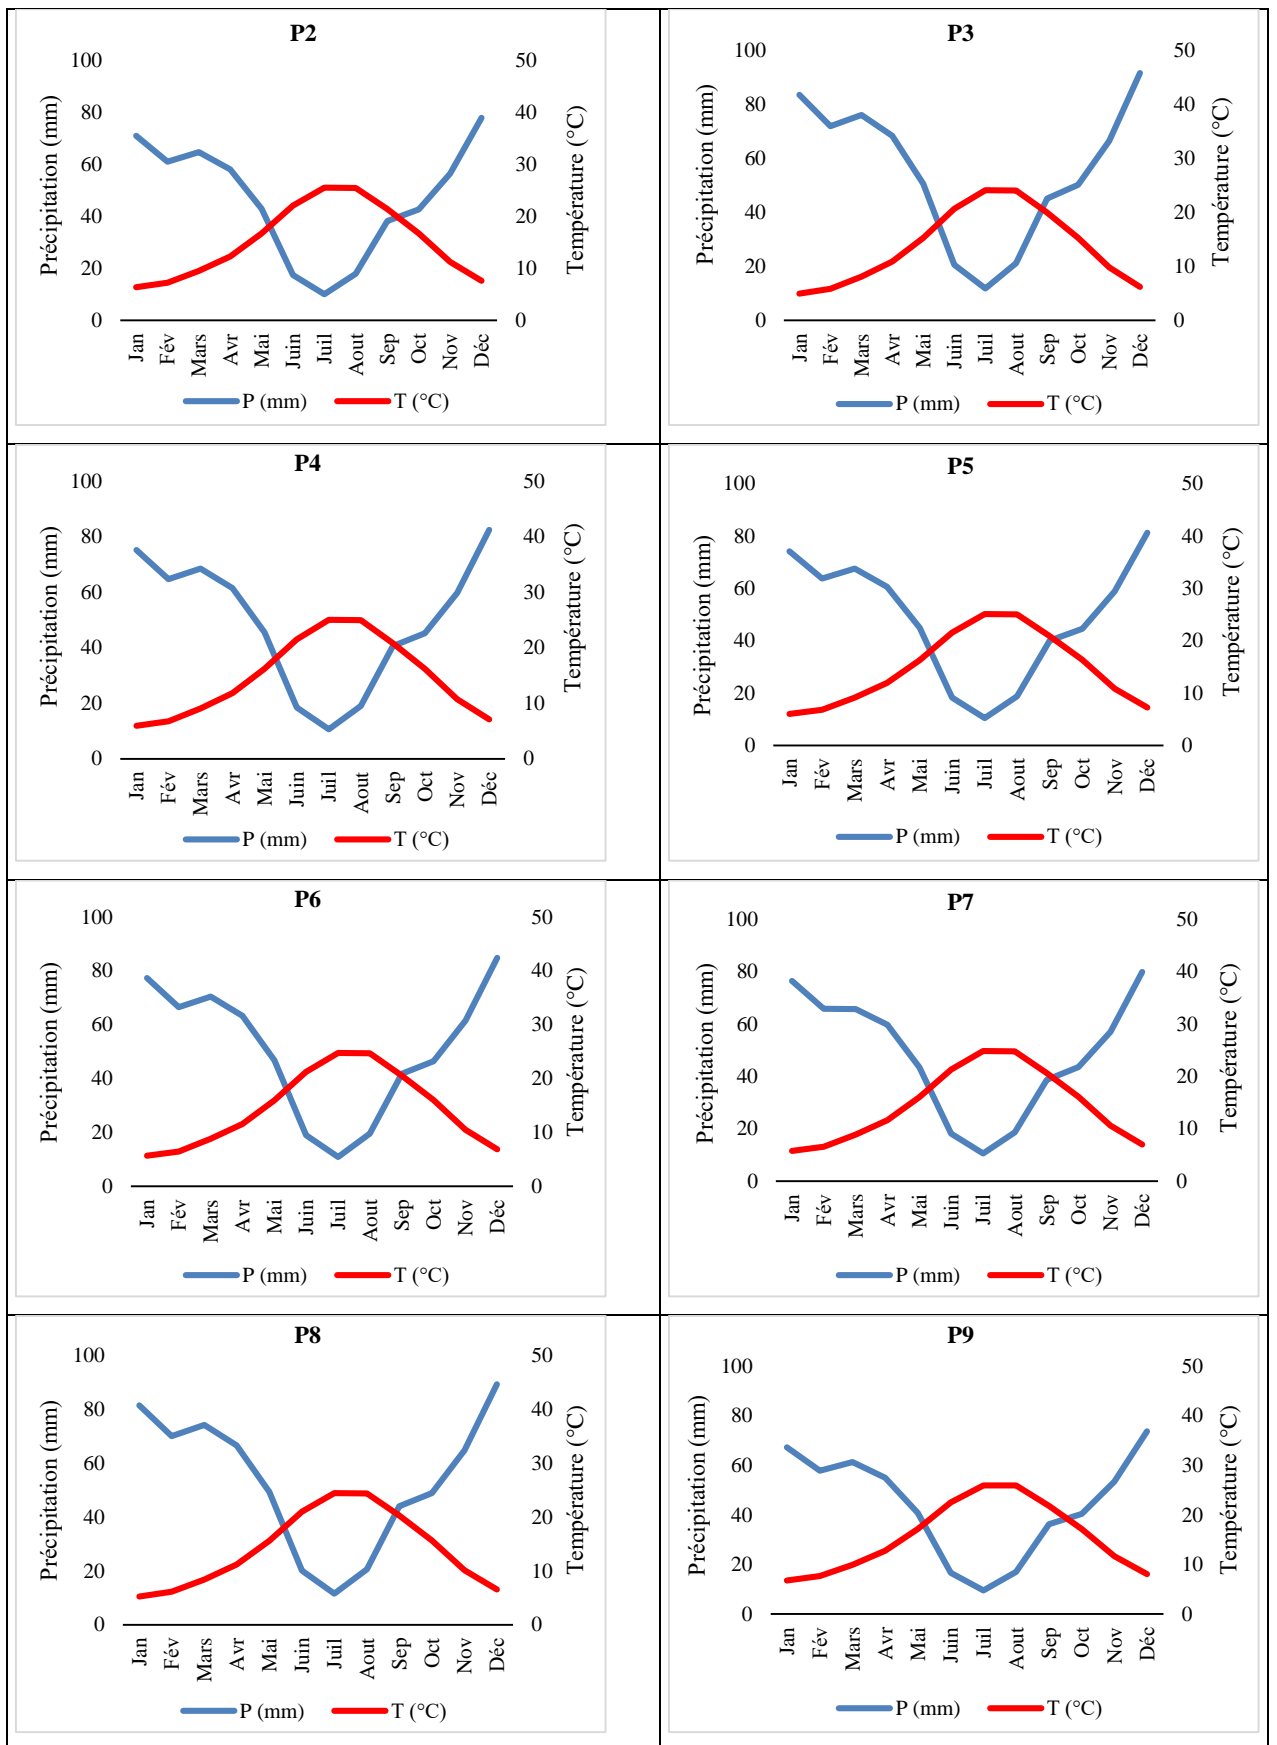 P2
Précipitation (mm)
100
80
60
40
20
0
50
40
30
20
10
0
Température (°C)
Jan Fév Mars Avr Mai Juin Juil Aout Sep Oct Nov Déc
P (mm) T (°C)
P3
Précipitation (mm)
100
80
60
40
20
0
50
40
30
20
10
0
Température (°C)
Jan Fév Mars Avr Mai Juin Juil Aout Sep Oct Nov Déc
P (mm) T (°C)
P4
Précipitation (mm)
100
80
60
40
20
0
50
40
30
20
10
0
Température (°C)
Jan Fév Mars Avr Mai Juin Juil Aout Sep Oct Nov Déc
P (mm) T (°C)
P5
Précipitation (mm)
100
80
60
40
20
0
50
40
30
20
10
0
Température (°C)
Jan Fév Mars Avr Mai Juin Juil Aout Sep Oct Nov Déc
P (mm) T (°C)
P6
Précipitation (mm)
100
80
60
40
20
0
50
40
30
20
10
0
Température (°C)
Jan Fév Mars Avr Mai Juin Juil Aout Sep Oct Nov Déc
P (mm) T (°C)
P7
Précipitation (mm)
100
80
60
40
20
0
50
40
30
20
10
0
Température (°C)
Jan Fév Mars Avr Mai Juin Juil Aout Sep Oct Nov Déc
P (mm) T (°C)
P8
Précipitation (mm)
100
80
60
40
20
0
50
40
30
20
10
0
Température (°C)
Jan Fév Mars Avr Mai Juin Juil Aout Sep Oct Nov Déc
P (mm) T (°C)
P9
Précipitation (mm)
100
80
60
40
20
0
50
40
30
20
10
0
Température (°C)
Jan Fév Mars Avr Mai Juin Juil Aout Sep Oct Nov Déc
P (mm) T (°C)